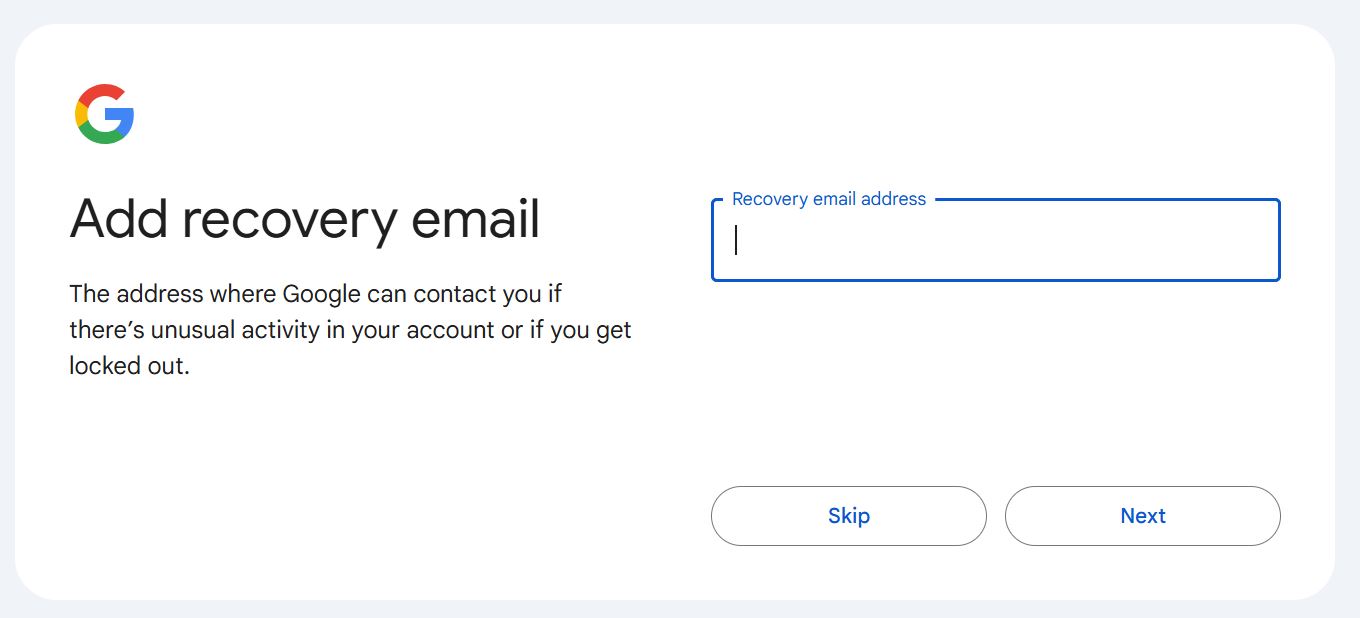 Add recovery email
The address where Google can contact you if
there’s unusual activity in your account or if you get
locked out.
Recovery email address
Skip
Next